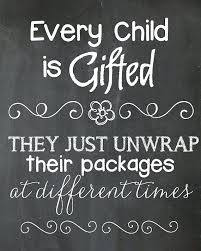 Every Child
is Gifted
THEY JUST UNWRAP
their packages
at different times